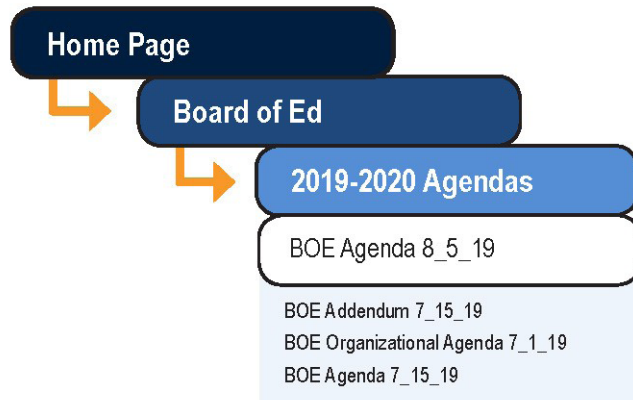 Home Page
Board of Ed
2019-2020 Agendas
BOE Agenda 8_5_19
BOE Addendum 7_15_19
BOE Organizational Agenda 7_1_19
BOE Agenda 7_15_19